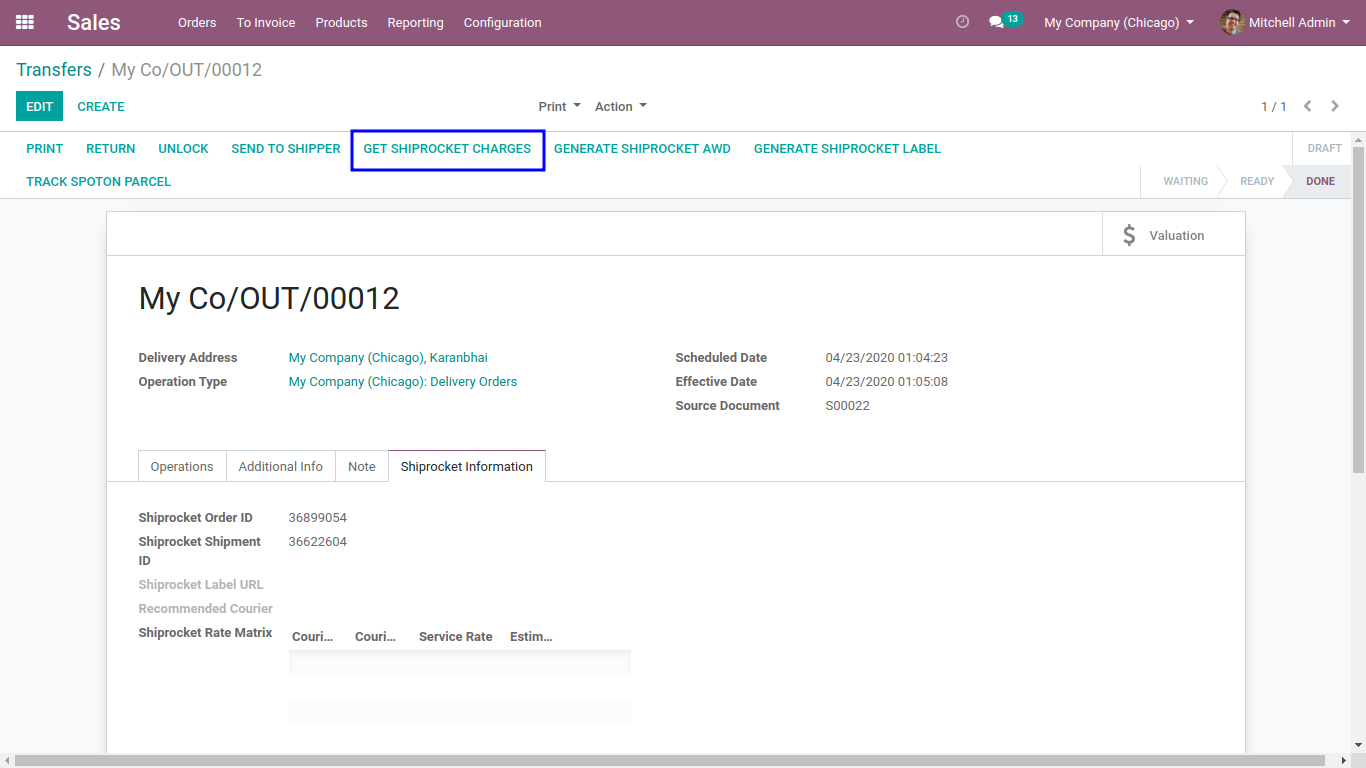 Sales Orders To Invoice Products Reporting Configuration 13 My Company (Chicago) Mitchell Admin
Transfers / My Co/OUT/00012
EDIT CREATE Print Action 1 / 1
PRINT RETURN UNLOCK SEND TO SHIPPER GET SHIPROCKET CHARGES GENERATE SHIPROCKET AWD GENERATE SHIPROCKET LABEL DRAFT
TRACK SPOTON PARCEL WAITING READY DONE
$ Valuation
My Co/OUT/00012
Delivery Address My Company (Chicago), Karanbhai Scheduled Date 04/23/2020 01:04:23
Operation Type My Company (Chicago): Delivery Orders Effective Date 04/23/2020 01:05:08
Source Document S00022
Operations Additional Info Note Shiprocket Information
Shiprocket Order ID 36899054
Shiprocket Shipment 36622604
ID
Shiprocket Label URL
Recommended Courier
Shiprocket Rate Matrix Couri... Couri... Service Rate Estim...